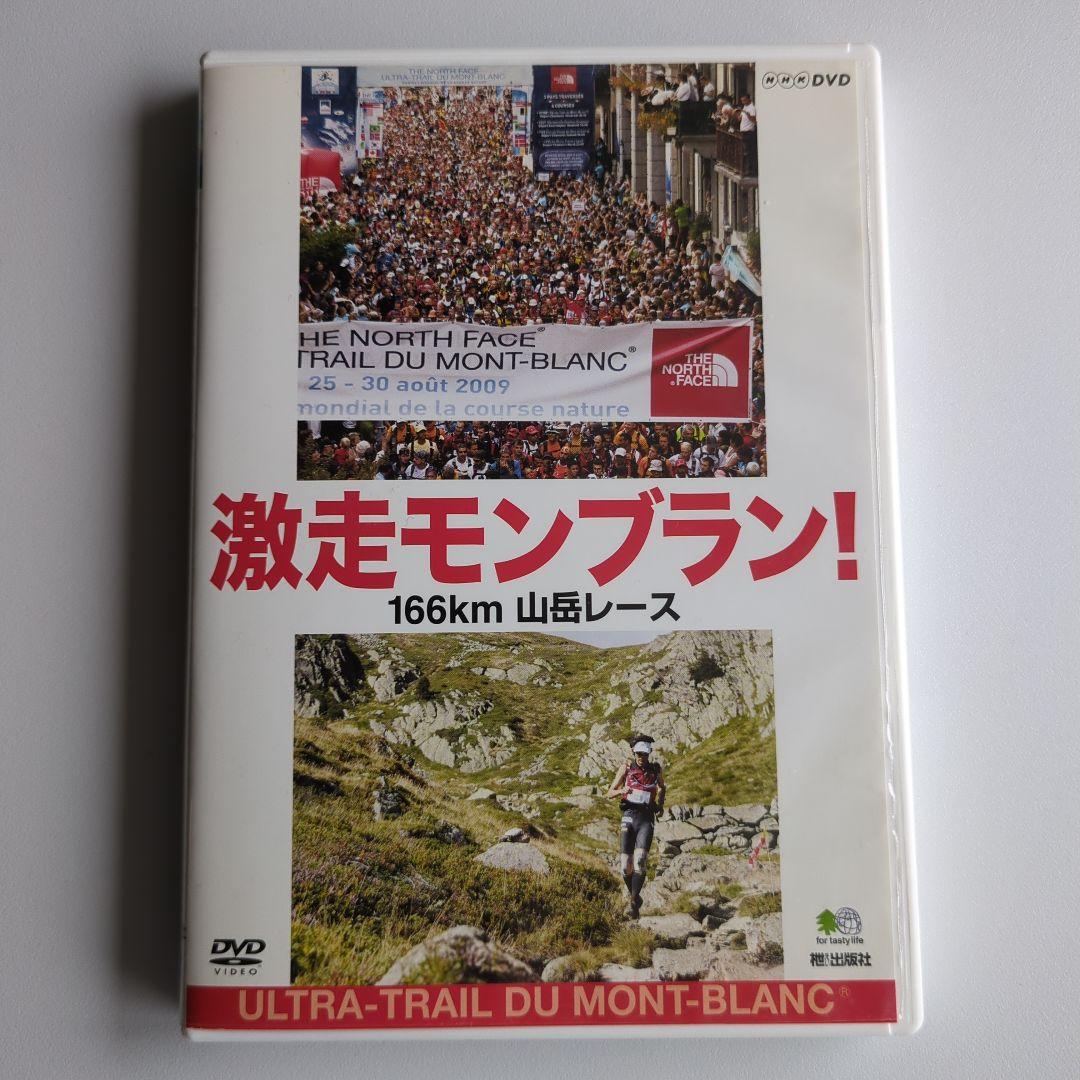 NHK DVD
THE NORTH FACE
ULTRA-TRAIL DU MONT-BLANC
THE
HE NORTH FACE®
TRAIL DU MONT-BLANC®
25 - 30 août 2009
mondial de la course nature
THE
NORTH
FACE
激走モンブラン!
166km 山岳レース
DVD
VIDEO
for tasty life
枻出版社
ULTRA-TRAIL DU MONT-BLANC®